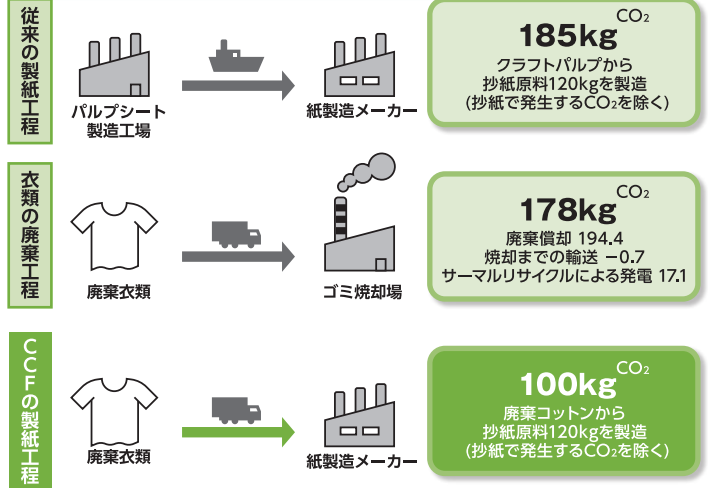 従来の製紙工程
パルプシート
製造工場
紙製造メーカー
CO₂
185kg
クラフトパルプから
抄紙原料120kgを製造
(抄紙で発生するCO₂を除く)
衣類の廃棄工程
廃棄衣類
ゴミ焼却場
CO₂
178kg
廃棄償却 194.4
焼却までの輸送 −0.7
サーマルリサイクルによる発電 17.1
CCFの製紙工程
廃棄衣類
紙製造メーカー
CO₂
100kg
廃棄コットンから
抄紙原料120kgを製造
(抄紙で発生するCO₂を除く)